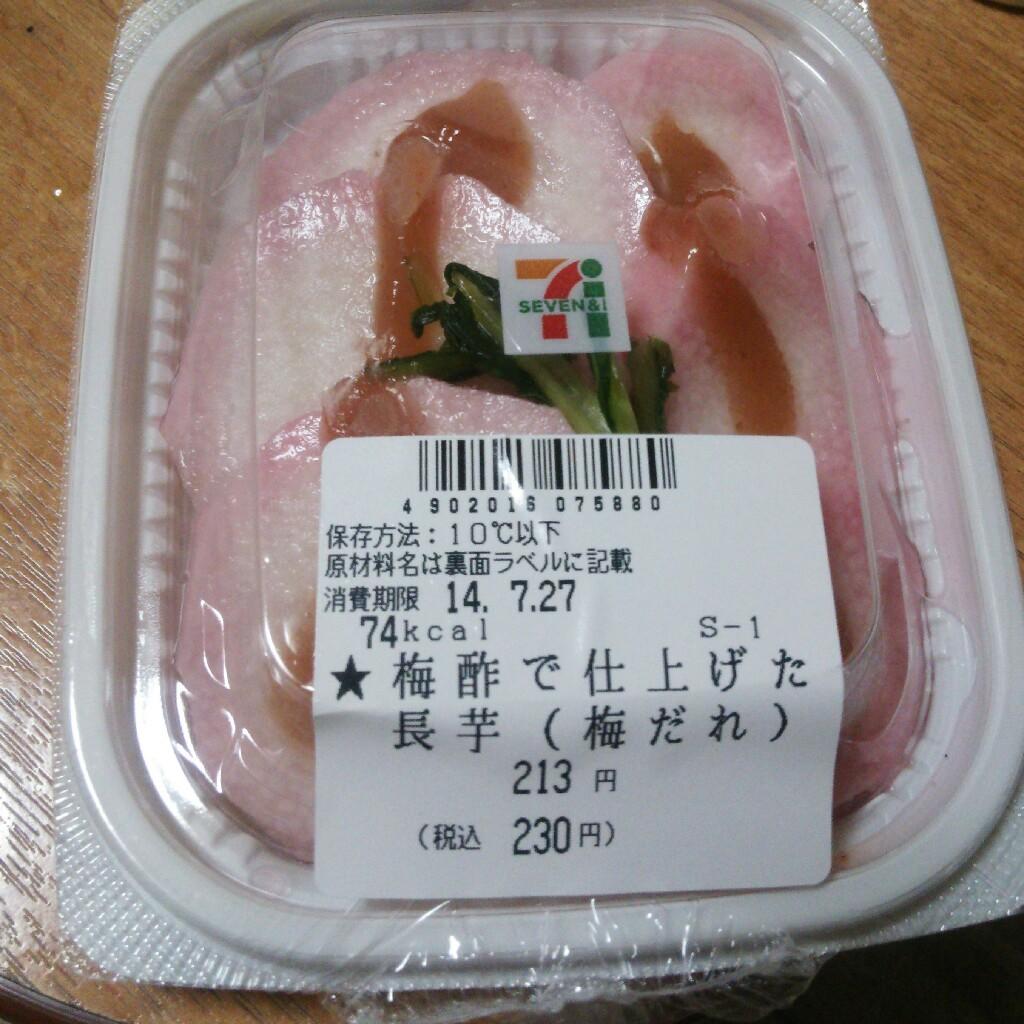 SEVEN&i
4 902016 075880
保存方法：10℃以下
原材料名は裏面ラベルに記載
消費期限 14. 7.27
74kcal S-1
★梅酢で仕上げた
長芋（梅だれ）
213 円
（税込 230円）